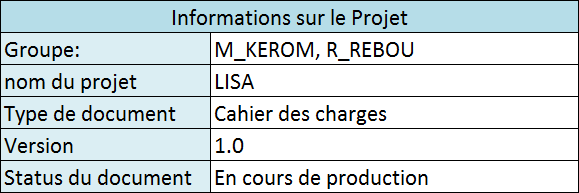 Informations sur le Projet
Groupe: M_KEROM, R_REBOU
nom du projet LISA
Type de document Cahier des charges
Version 1.0
Status du document En cours de production